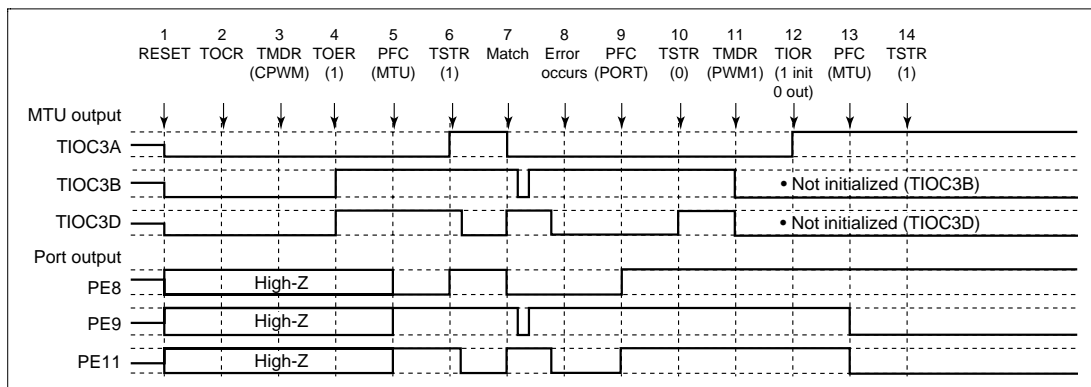 1 2 3 4 5 6 7 8 9 10 11 12 13 14
RESET TOCR TMDR TOER PFC TSTR Match Error PFC TSTR TMDR TIOR PFC TSTR
(CPWM) (1) (MTU) (1) occurs (PORT) (0) (PWM1) (1 init (MTU) (1)
0 out)
MTU output
TIOC3A
TIOC3B • Not initialized (TIOC3B)
TIOC3D • Not initialized (TIOC3D)
Port output
PE8 High-Z
PE9 High-Z
PE11 High-Z